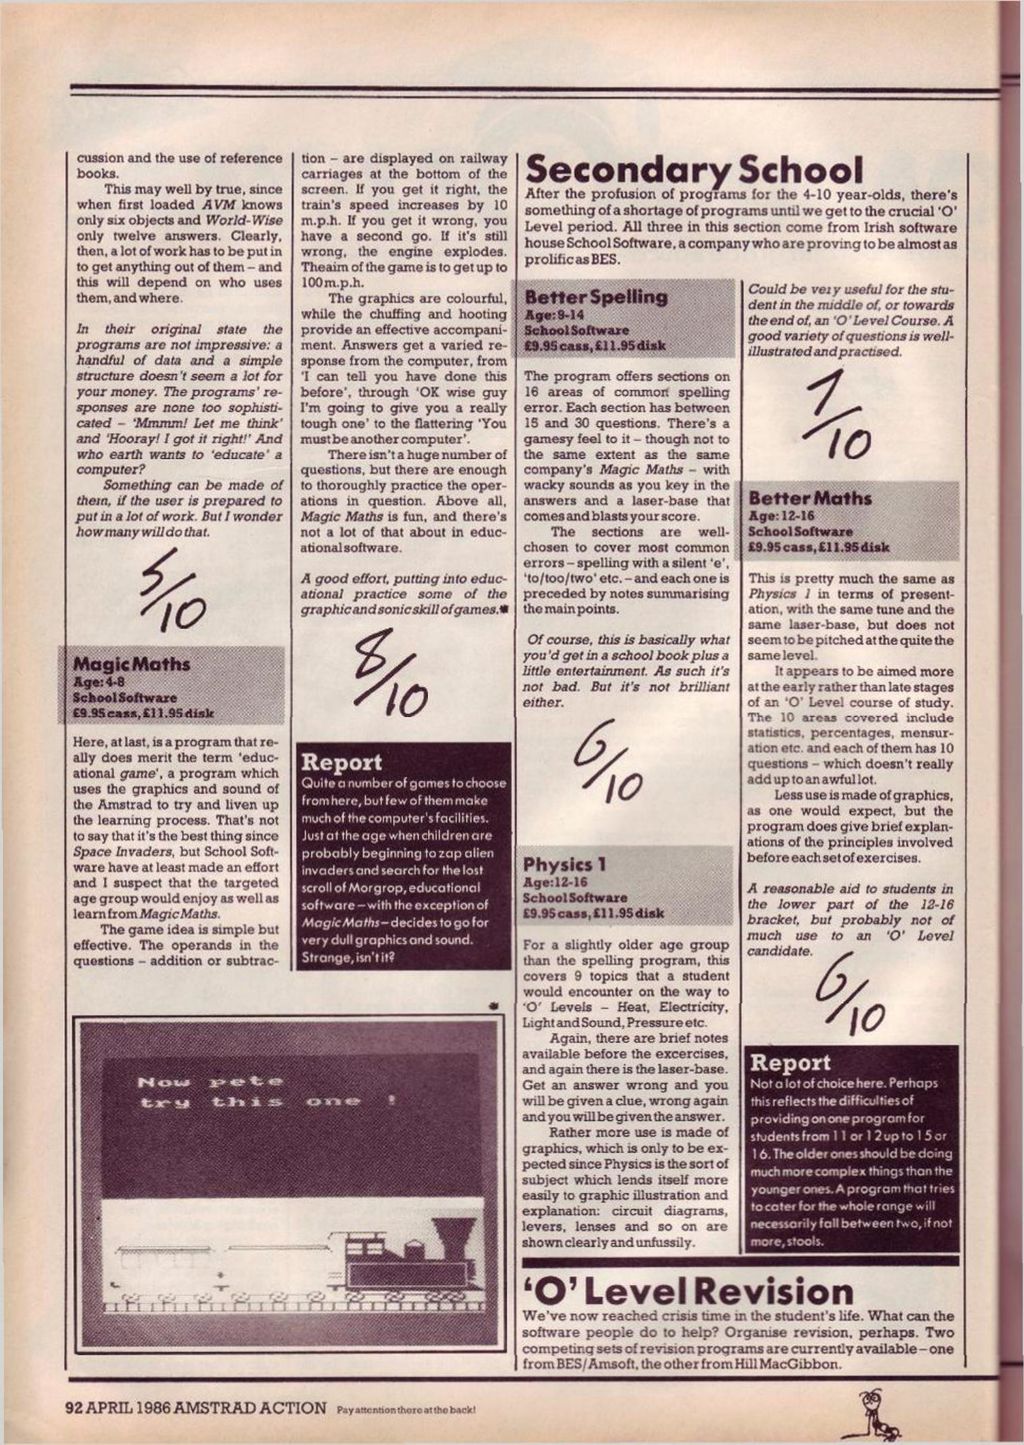 cussion and the use of reference
books.
This may well by true, since
when first loaded AVM knows
only six objects and World-Wise
only twelve answers. Clearly,
then, a lot of work has to be put in
to get anything out of them – and
this will depend on who uses
them, and where.
In their original state the
programs are not impressive: a
handful of data and a simple
structure doesn't seem a lot for
your money. The programs' re-
sponses are none too sophisti-
cated – 'Mmmm! Let me think'
and 'Hooray! I got it right!' And
who earth wants to 'educate' a
computer?
Something can be made of
them, if the user is prepared to
put in a lot of work. But I wonder
how many will do that.
5/10
Magic Maths
Age: 4-8
School Software
£9.95 cass, £11.95 disk
Here, at last, is a program that re-
ally does merit the term 'educ-
ational game', a program which
uses the graphics and sound of
the Amstrad to try and liven up
the learning process. That's not
to say that it's the best thing since
Space Invaders, but School Soft-
ware have at least made an effort
and I suspect that the targeted
age group would enjoy as well as
learn from Magic Maths.
The game idea is simple but
effective. The operands in the
questions – addition or subtrac-
tion – are displayed on railway
carriages at the bottom of the
screen. If you get it right, the
train's speed increases by 10
m.p.h. If you get it wrong, you
have a second go. If it's still
wrong, the engine explodes.
The aim of the game is to get up to
100 m.p.h.
The graphics are colourful,
while the chuffing and hooting
provide an effective accompani-
ment. Answers get a varied re-
sponse from the computer, from
'I can tell you have done this
before', through 'OK wise guy
I'm going to give you a really
tough one' to the flattering 'You
must be another computer'.
There isn't a huge number of
questions, but there are enough
to thoroughly practice the oper-
ations in question. Above all,
Magic Maths is fun, and there's
not a lot of that about in educ-
ational software.
A good effort, putting into educ-
ational practice some of the
graphic and sonic skill of games.*
8/10
Report
Quite a number of games to choose
from here, but few of them make
much of the computer's facilities.
Just at the age when children are
probably beginning to zap alien
invaders and search for the lost
scroll of Morgrop, educational
software – with the exception of
Magic Maths – decides to go for
very dull graphics and sound.
Strange, isn't it?
*
Now pete
try this one !
Secondary School
After the profusion of programs for the 4-10 year-olds, there's
something of a shortage of programs until we get to the crucial 'O'
Level period. All three in this section come from Irish software
house School Software, a company who are proving to be almost as
prolific as BES.
Better Spelling
Age: 9-14
School Software
£9.95 cass, £11.95 disk
The program offers sections on
16 areas of common spelling
error. Each section has between
15 and 30 questions. There's a
gamesy feel to it – though not to
the same extent as the same
company's Magic Maths – with
wacky sounds as you key in the
answers and a laser-base that
comes and blasts your score.
The sections are well-
chosen to cover most common
errors – spelling with a silent 'e',
'to/too/two' etc. – and each one is
preceded by notes summarising
the main points.
Of course, this is basically what
you'd get in a school book plus a
little entertainment. As such it's
not bad. But it's not brilliant
either.
6/10
Physics 1
Age: 12-16
School Software
£9.95 cass, £11.95 disk
For a slightly older age group
than the spelling program, this
covers 9 topics that a student
would encounter on the way to
'O' Levels – Heat, Electricity,
Light and Sound, Pressure etc.
Again, there are brief notes
available before the excercises,
and again there is the laser-base.
Get an answer wrong and you
will be given a clue, wrong again
and you will be given the answer.
Rather more use is made of
graphics, which is only to be ex-
pected since Physics is the sort of
subject which lends itself more
easily to graphic illustration and
explanation: circuit diagrams,
levers, lenses and so on are
shown clearly and unfussily.
Could be very useful for the stu-
dent in the middle of, or towards
the end of, an 'O' Level Course. A
good variety of questions is well-
illustrated and practised.
7/10
Better Maths
Age: 12-16
School Software
£9.95 cass, £11.95 disk
This is pretty much the same as
Physics 1 in terms of present-
ation, with the same tune and the
same laser-base, but does not
seem to be pitched at the quite the
same level.
It appears to be aimed more
at the early rather than late stages
of an 'O' Level course of study.
The 10 areas covered include
statistics, percentages, mensur-
ation etc. and each of them has 10
questions – which doesn't really
add up to an awful lot.
Less use is made of graphics,
as one would expect, but the
program does give brief explan-
ations of the principles involved
before each set of exercises.
A reasonable aid to students in
the lower part of the 12-16
bracket, but probably not of
much use to an 'O' Level
candidate.
6/10
Report
Not a lot of choice here. Perhaps
this reflects the difficulties of
providing on one program for
students from 11 or 12 up to 15 or
16. The older ones should be doing
much more complex things than the
younger ones. A program that tries
to cater for the whole range will
necessarily fall between two, if not
more, stools.
'O' Level Revision
We've now reached crisis time in the student's life. What can the
software people do to help? Organise revision, perhaps. Two
competing sets of revision programs are currently available – one
from BES/Amsoft, the other from Hill MacGibbon.
92 APRIL 1986 AMSTRAD ACTION Pay attention there at the back!